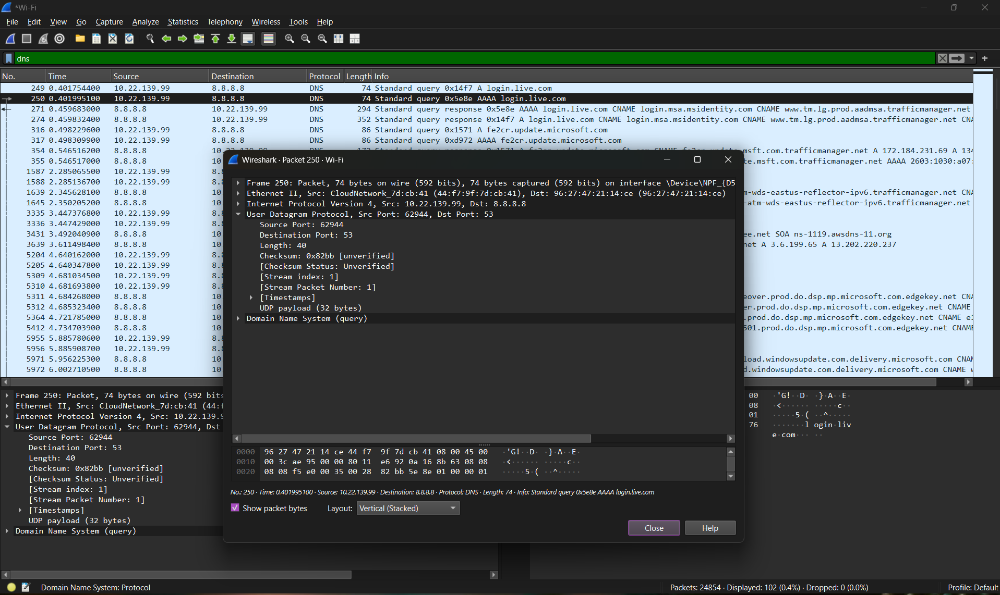 *Wi-Fi
File Edit View Go Capture Analyze Statistics Telephony Wireless Tools Help
dns
No. Time Source Destination Protocol Length Info
249 0.401754400 10.22.139.99 8.8.8.8 DNS 74 Standard query 0x14f7 A login.live.com
250 0.401995100 10.22.139.99 8.8.8.8 DNS 74 Standard query 0x5e8e AAAA login.live.com
271 0.459683000 8.8.8.8 10.22.139.99 DNS 294 Standard query response 0x5e8e AAAA login.live.com CNAME login.msa.msidentity.com CNAME www.tm.lg.prod.aadmsa.trafficmanager.net
274 0.459832400 8.8.8.8 10.22.139.99 DNS 352 Standard query response 0x14f7 A login.live.com CNAME login.msa.msidentity.com CNAME www.tm.lg.prod.aadmsa.trafficmanager.net CNA
316 0.498229600 10.22.139.99 8.8.8.8 DNS 86 Standard query 0x1571 A fe2cr.update.microsoft.com
317 0.498309900 10.22.139.99 8.8.8.8 DNS 86 Standard query 0xd972 AAAA fe2cr.update.microsoft.com
354 0.546516200 8.8.8.8 10. msft.com.trafficmanager.net A 172.184.231.69 A 134
355 0.546517000 8.8.8.8 10. te.msft.com.trafficmanager.net AAAA 2603:1030:a07:
1587 2.285065500 10.22.139.99 8.8
1588 2.285136700 10.22.139.99 8.8
1639 2.345628100 8.8.8.8 10. m-wds-eastus-reflector-ipv6.trafficmanager.net CNA
1645 2.350205200 8.8.8.8 10. -atm-wds-eastus-reflector-ipv6.trafficmanager.net
3335 3.447376800 10.22.139.99 8.8
3336 3.447429000 10.22.139.99 8.8
3431 3.492040900 8.8.8.8 10. ee.net SOA ns-1119.awsdns-11.org
3639 3.611498400 8.8.8.8 10. net A 3.6.199.65 A 13.202.220.237
5204 4.640162000 10.22.139.99 8.8
5205 4.640347800 10.22.139.99 8.8
5309 4.681034500 10.22.139.99 8.8
5310 4.681693800 10.22.139.99 8.8
5311 4.684268000 8.8.8.8 10. over.prod.do.dsp.mp.microsoft.com.edgekey.net CNA
5312 4.685323400 8.8.8.8 10. er.prod.do.dsp.mp.microsoft.com.edgekey.net CNAME
5364 4.721785000 8.8.8.8 10. .prod.do.dsp.mp.microsoft.com.edgekey.net CNAME e1
5412 4.734703900 8.8.8.8 10. 501.prod.do.dsp.mp.microsoft.com.edgekey.net CNAME
5955 5.885780600 10.22.139.99 8.8
5956 5.885908700 10.22.139.99 8.8
5971 5.956225300 8.8.8.8 10. load.windowsupdate.com.delivery.microsoft.com CNAM
5972 6.002710500 8.8.8.8 10. d.windowsupdate.com.delivery.microsoft.com CNAME
Wireshark · Packet 250 · Wi-Fi
Frame 250: Packet, 74 bytes on wire (592 bits), 74 bytes captured (592 bits) on interface \Device\NPF_{D5
Ethernet II, Src: CloudNetwork_7d:cb:41 (44:f7:9f:7d:cb:41), Dst: 96:27:47:21:14:ce (96:27:47:21:14:ce)
Internet Protocol Version 4, Src: 10.22.139.99, Dst: 8.8.8.8
User Datagram Protocol, Src Port: 62944, Dst Port: 53
Source Port: 62944
Destination Port: 53
Length: 40
Checksum: 0x82bb [unverified]
[Checksum Status: Unverified]
[Stream index: 1]
[Stream Packet Number: 1]
[Timestamps]
UDP payload (32 bytes)
Domain Name System (query)
0000 96 27 47 21 14 ce 44 f7 9f 7d cb 41 08 00 45 00 ·'G!··D· ·}·A··E·
0010 00 3c ae 95 00 00 80 11 e6 92 0a 16 8b 63 08 08 ·<······ ·····c··
0020 08 08 f5 e0 00 35 00 28 82 bb 5e 8e 01 00 00 01 ·····5·( ··^·····
No.: 250 · Time: 0.401995100 · Source: 10.22.139.99 · Destination: 8.8.8.8 · Protocol: DNS · Length: 74 · Info: Standard query 0x5e8e AAAA login.live.com
Show packet bytes Layout: Vertical (Stacked)
Close Help
Frame 250: Packet, 74 bytes on wire (592 bits
Ethernet II, Src: CloudNetwork_7d:cb:41 (44:f
Internet Protocol Version 4, Src: 10.22.139.9
User Datagram Protocol, Src Port: 62944, Dst
Source Port: 62944
Destination Port: 53
Length: 40
Checksum: 0x82bb [unverified]
[Checksum Status: Unverified]
[Stream index: 1]
[Stream Packet Number: 1]
[Timestamps]
UDP payload (32 bytes)
Domain Name System (query)
00 ·'G!··D· ·}·A··E·
08 ·<······ ·····c··
01 ·····5·( ··^·····
76 ·······l ogin·liv
e·com··· ··
Domain Name System: Protocol
Packets: 24854 · Displayed: 102 (0.4%) · Dropped: 0 (0.0%)
Profile: Default